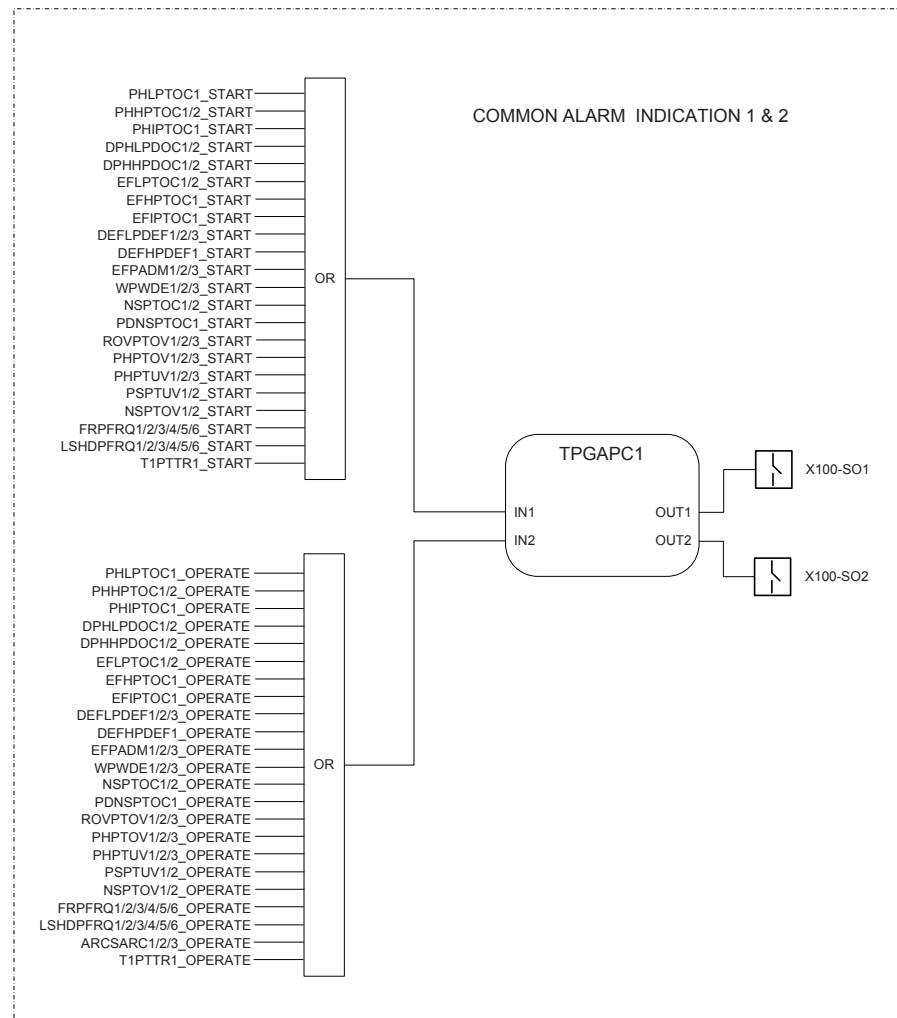 COMMON ALARM INDICATION 1 & 2
PHLPTOC1_START
PHHPTOC1/2_START
PHIPTOC1_START
DPHLPDOC1/2_START
DPHHPDOC1/2_START
EFLPTOC1/2_START
EFHPTOC1_START
EFIPTOC1_START
DEFLPDEF1/2/3_START
DEFHPDEF1_START
EFPADM1/2/3_START
WPWDE1/2/3_START
NSPTOC1/2_START
PDNSPTOC1_START
ROVPTOV1/2/3_START
PHPTOV1/2/3_START
PHPTUV1/2/3_START
PSPTUV1/2_START
NSPTOV1/2_START
FRPFRQ1/2/3/4/5/6_START
LSHDPFRQ1/2/3/4/5/6_START
T1PTTR1_START
OR
TPGAPC1
IN1
IN2
OUT1
OUT2
X100-SO1
X100-SO2
PHLPTOC1_OPERATE
PHHPTOC1/2_OPERATE
PHIPTOC1_OPERATE
DPHLPDOC1/2_OPERATE
DPHHPDOC1/2_OPERATE
EFLPTOC1/2_OPERATE
EFHPTOC1_OPERATE
EFIPTOC1_OPERATE
DEFLPDEF1/2/3_OPERATE
DEFHPDEF1_OPERATE
EFPADM1/2/3_OPERATE
WPWDE1/2/3_OPERATE
NSPTOC1/2_OPERATE
PDNSPTOC1_OPERATE
ROVPTOV1/2/3_OPERATE
PHPTOV1/2/3_OPERATE
PHPTUV1/2/3_OPERATE
PSPTUV1/2_OPERATE
NSPTOV1/2_OPERATE
FRPFRQ1/2/3/4/5/6_OPERATE
LSHDPFRQ1/2/3/4/5/6_OPERATE
ARCSARC1/2/3_OPERATE
T1PTTR1_OPERATE
OR